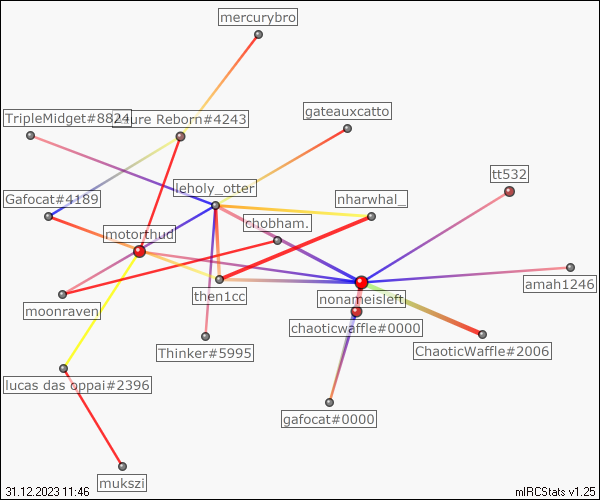 mercurybro
TripleMidget#8824
ure Reborn#4243
gateauxcatto
tt532
Gafocat#4189
leholy_otter
nharwhal_
motorthud
chobham.
amah1246
then1cc
moonraven
nonameisleft
chaoticwaffle#0000
ChaoticWaffle#2006
Thinker#5995
lucas das oppai#2396
gafocat#0000
mukszi
31.12.2023 11:46
mIRCStats v1.25